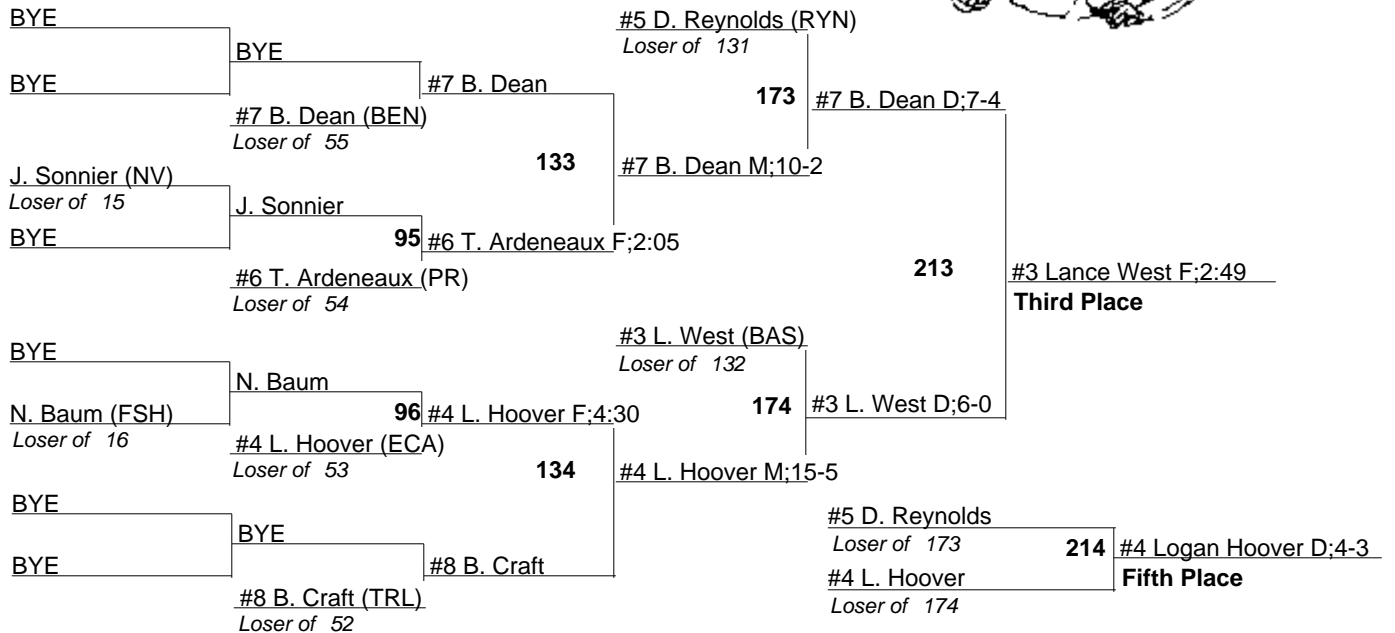 BYE
BYE
BYE
#7 B. Dean (BEN)
Loser of 55
#7 B. Dean
J. Sonnier (NV)
Loser of 15
BYE
J. Sonnier
#6 T. Ardeneaux (PR)
Loser of 54
95
#6 T. Ardeneaux F;2:05
133
#7 B. Dean M;10-2
#5 D. Reynolds (RYN)
Loser of 131
173
#7 B. Dean D;7-4
BYE
N. Baum (FSH)
Loser of 16
N. Baum
#4 L. Hoover (ECA)
Loser of 53
96
#4 L. Hoover F;4:30
BYE
BYE
BYE
#8 B. Craft (TRL)
Loser of 52
#8 B. Craft
134
#4 L. Hoover M;15-5
#3 L. West (BAS)
Loser of 132
174
#3 L. West D;6-0
213
#3 Lance West F;2:49
Third Place
#5 D. Reynolds
Loser of 173
#4 L. Hoover
Loser of 174
214
#4 Logan Hoover D;4-3
Fifth Place